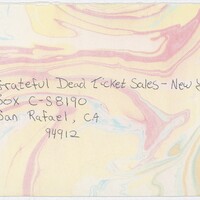 Grateful Dead Ticket Sales - New
Box C-S8190
San Rafael, CA
94912